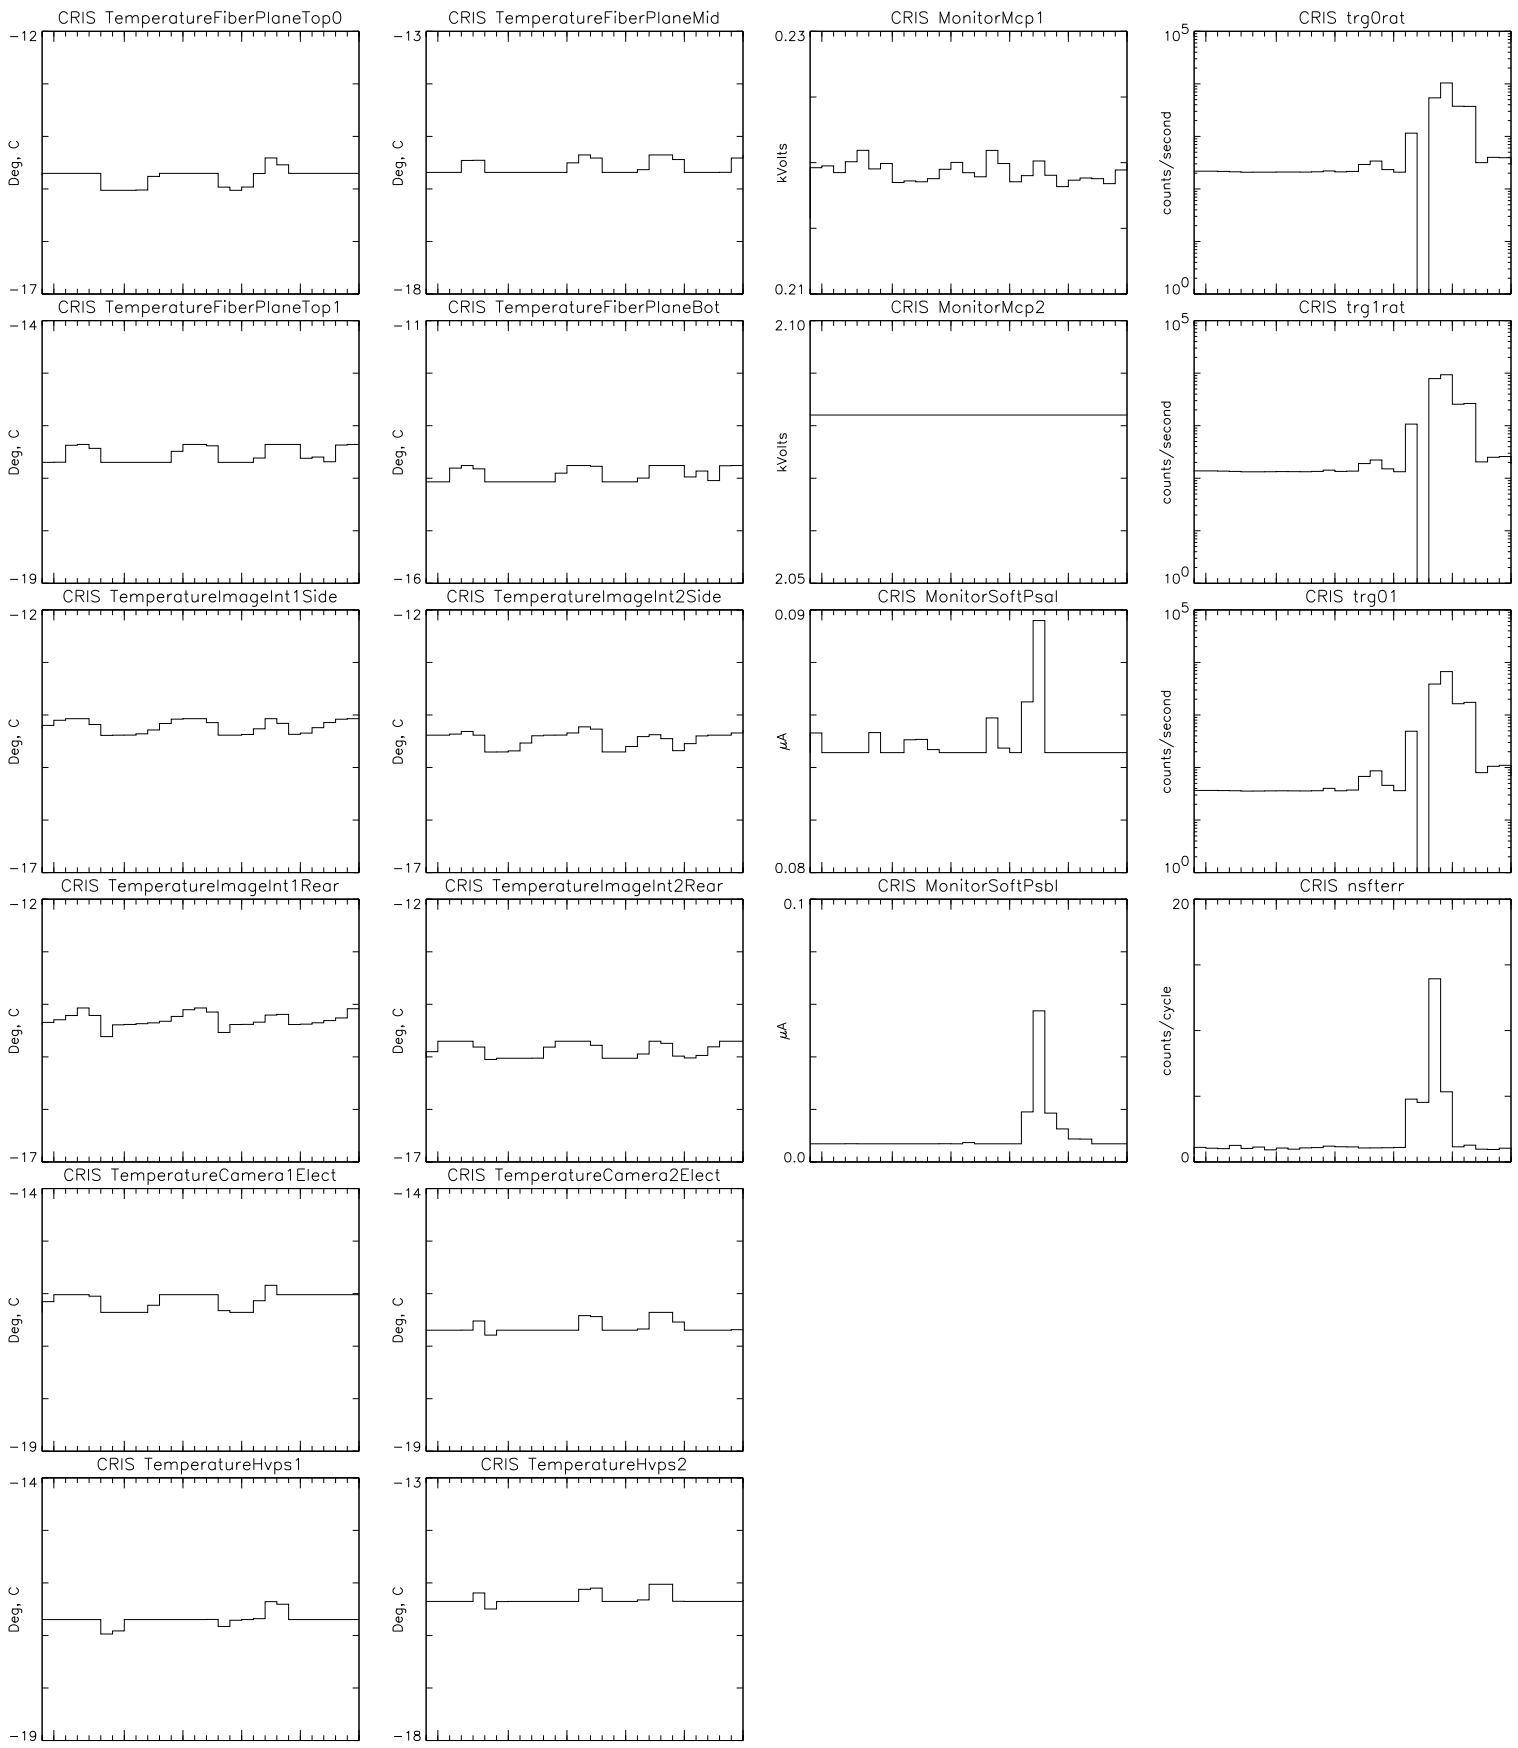 CRIS TemperatureFiberPlaneTop0
CRIS TemperatureFiberPlaneMid
CRIS MonitorMcp1
CRIS trg0rat
-12
Deg, C
-17
-13
Deg, C
-18
0.23
kVolts
0.21
10^5
counts/second
10^0
CRIS TemperatureFiberPlaneTop1
CRIS TemperatureFiberPlaneBot
CRIS MonitorMcp2
CRIS trg1rat
-14
Deg, C
-19
-11
Deg, C
-16
2.10
kVolts
2.05
10^5
counts/second
10^0
CRIS TemperatureImageInt1Side
CRIS TemperatureImageInt2Side
CRIS MonitorSoftPsaI
CRIS trg01
-12
Deg, C
-17
-12
Deg, C
-17
0.09
μA
0.08
10^5
counts/second
10^0
CRIS TemperatureImageInt1Rear
CRIS TemperatureImageInt2Rear
CRIS MonitorSoftPsbI
CRIS nsfterr
-12
Deg, C
-17
-12
Deg, C
-17
0.1
μA
0.0
20
counts/cycle
0
CRIS TemperatureCamera1Elect
CRIS TemperatureCamera2Elect
-14
Deg, C
-19
-14
Deg, C
-19
CRIS TemperatureHvps1
CRIS TemperatureHvps2
-14
Deg, C
-19
-13
Deg, C
-18